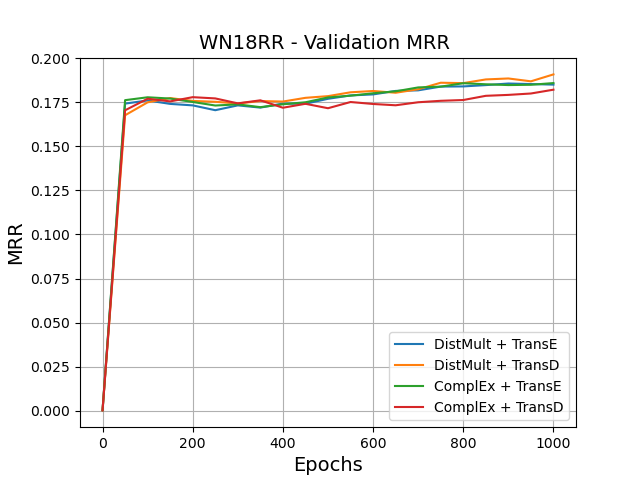 WN18RR - Validation MRR
MRR
0.200
0.175
0.150
0.125
0.100
0.075
0.050
0.025
0.000
DistMult + TransE
DistMult + TransD
ComplEx + TransE
ComplEx + TransD
0 200 400 600 800 1000
Epochs